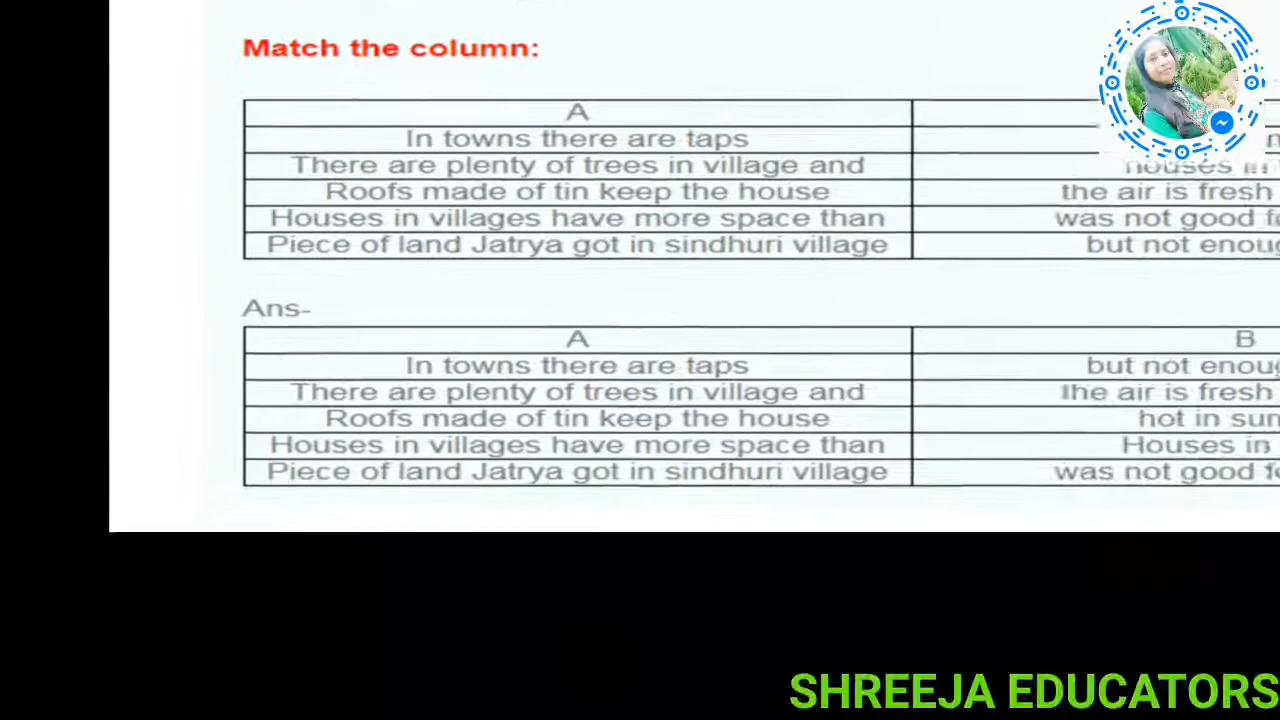 Match the column:
A
In towns there are taps
There are plenty of trees in village and houses in
Roofs made of tin keep the house the air is fresh
Houses in villages have more space than was not good
Piece of land Jatrya got in sindhuri village but not
Ans-
A B
In towns there are taps but not
There are plenty of trees in village and the air is fresh
Roofs made of tin keep the house hot in
Houses in villages have more space than Houses in
Piece of land Jatrya got in sindhuri village was not good
SHREEJA EDUCATORS